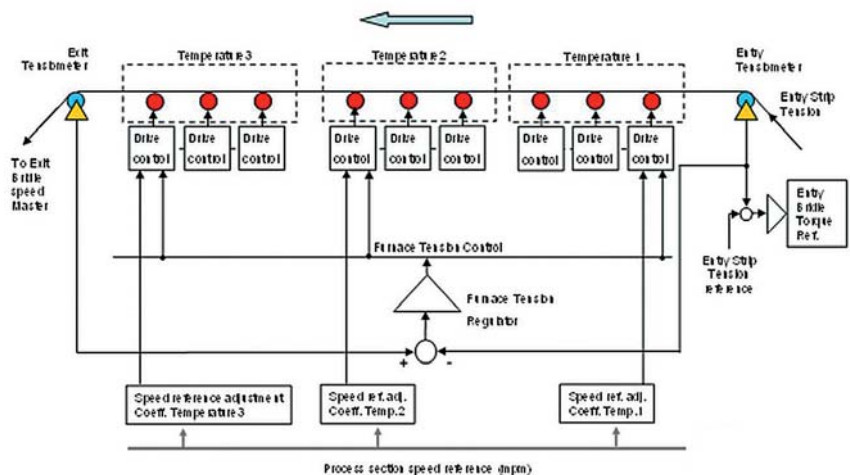 Exit
Tensiometer
Temperature 3
Temperature 2
Temperature 1
Entry
Tensiometer
Entry Strip
Tension
To Exit
Bridle
speed
Master
Drive
control
Drive
control
Drive
control
Drive
control
Drive
control
Drive
control
Drive
control
Drive
control
Drive
control
Entry
Bridle
Torque
Ref.
Entry Strip
Tension
reference
Furnace Tension Control
Furnace Tension
Regulator
+
-
Speed reference adjustment
Coeff. Temperature 3
Speed ref. adj.
Coeff. Temp.2
Speed ref. adj.
Coeff. Temp.1
Process section speed reference (mpm)